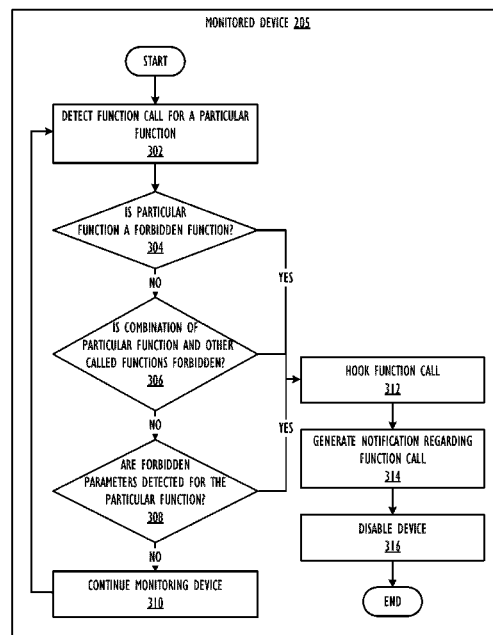 MONITORED DEVICE 205
START
DETECT FUNCTION CALL FOR A PARTICULAR
FUNCTION
302
IS
PARTICULAR
FUNCTION A FORBIDDEN FUNCTION?
304
YES
NO
IS
COMBINATION OF
PARTICULAR FUNCTION AND OTHER
CALLED FUNCTIONS FORBIDDEN?
306
HOOK FUNCTION CALL
312
NO
YES
GENERATE NOTIFICATION REGARDING
FUNCTION CALL
314
ARE
FORBIDDEN
PARAMETERS DETECTED FOR THE
PARTICULAR FUNCTION?
308
DISABLE DEVICE
316
NO
CONTINUE MONITORING DEVICE
310
END